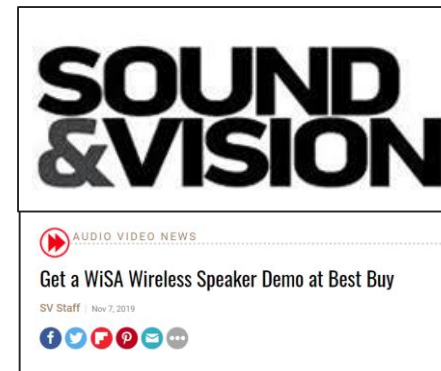 SOUND
&VISION
AUDIO VIDEO NEWS
Get a WiSA Wireless Speaker Demo at Best Buy
SV Staff | Nov 7, 2019